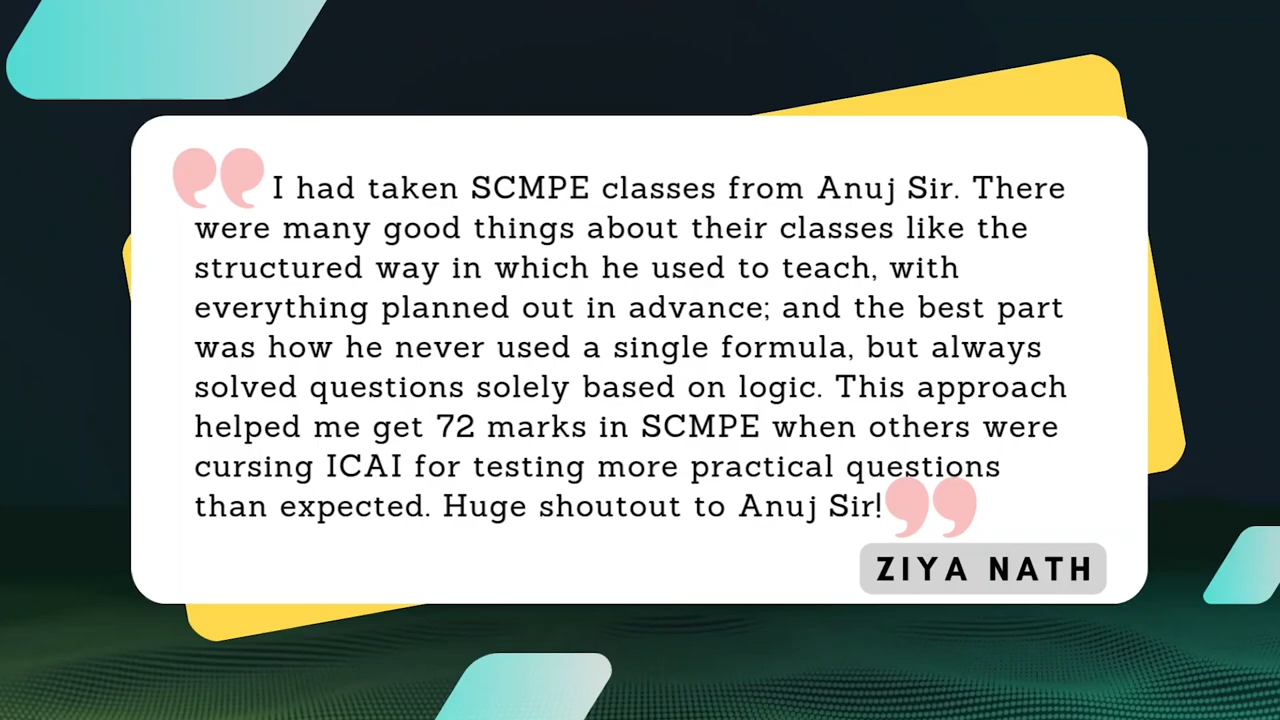 I had taken SCMPE classes from Anuj Sir. There
were many good things about their classes like the
structured way in which he used to teach, with
everything planned out in advance; and the best part
was how he never used a single formula, but always
solved questions solely based on logic. This approach
helped me get 72 marks in SCMPE when others were
cursing ICAI for testing more practical questions
than expected. Huge shoutout to Anuj Sir!
ZIYA NATH